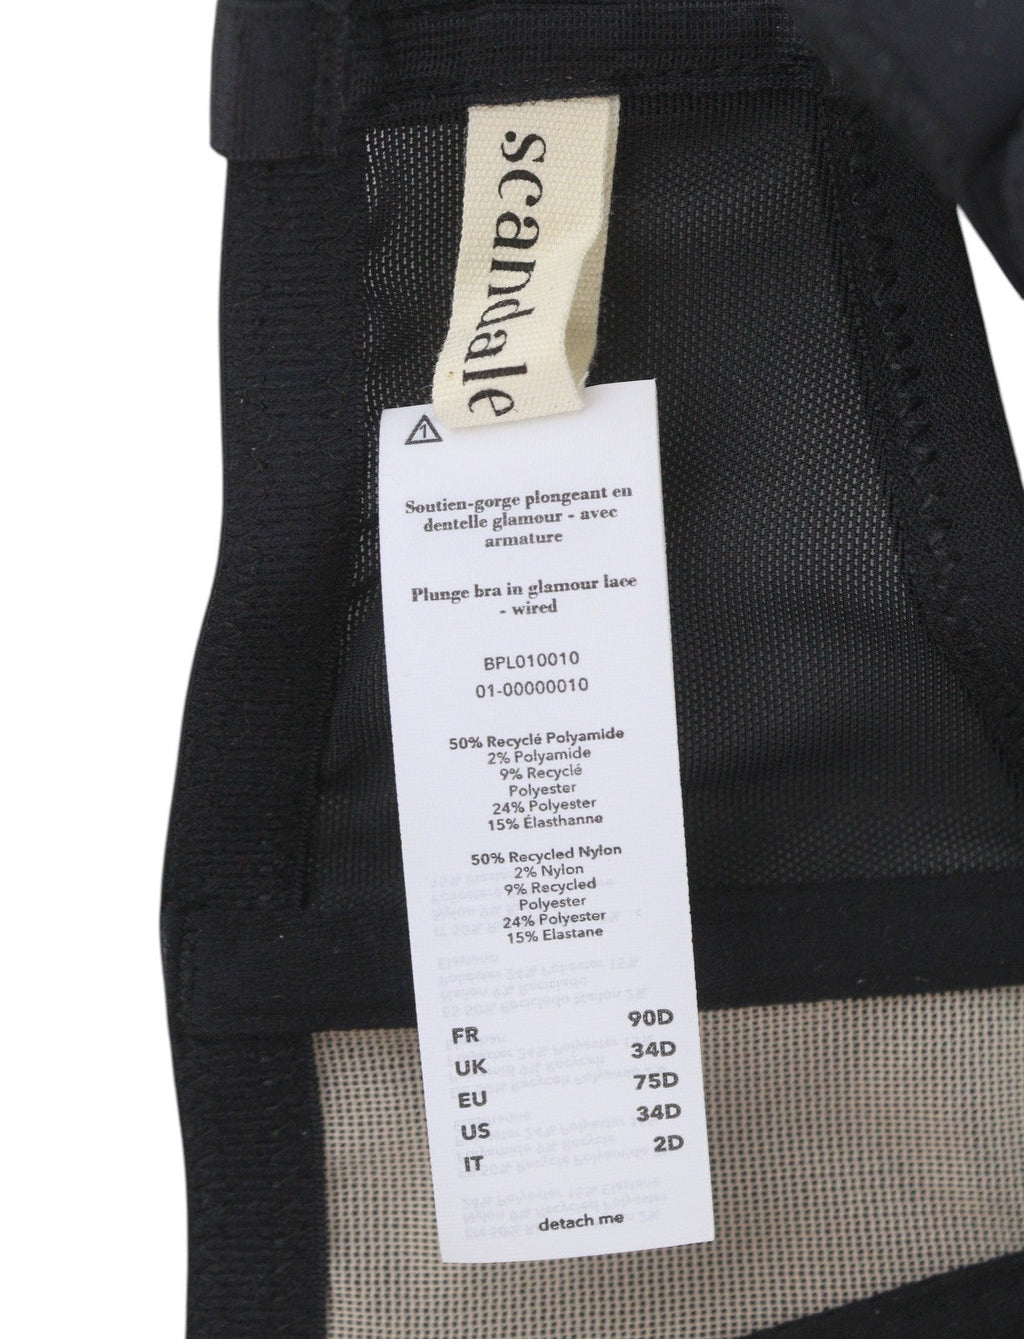 scandale
1
Soutien-gorge plongeant en
dentelle glamour - avec
armature
Plunge bra in glamour lace
- wired
BPL010010
01-00000010
50% Recyclé Polyamide
2% Polyamide
9% Recyclé
Polyester
24% Polyester
15% Élasthanne
50% Recycled Nylon
2% Nylon
9% Recycled
Polyester
24% Polyester
15% Elastane
FR 90D
UK 34D
EU 75D
US 34D
IT 2D
detach me